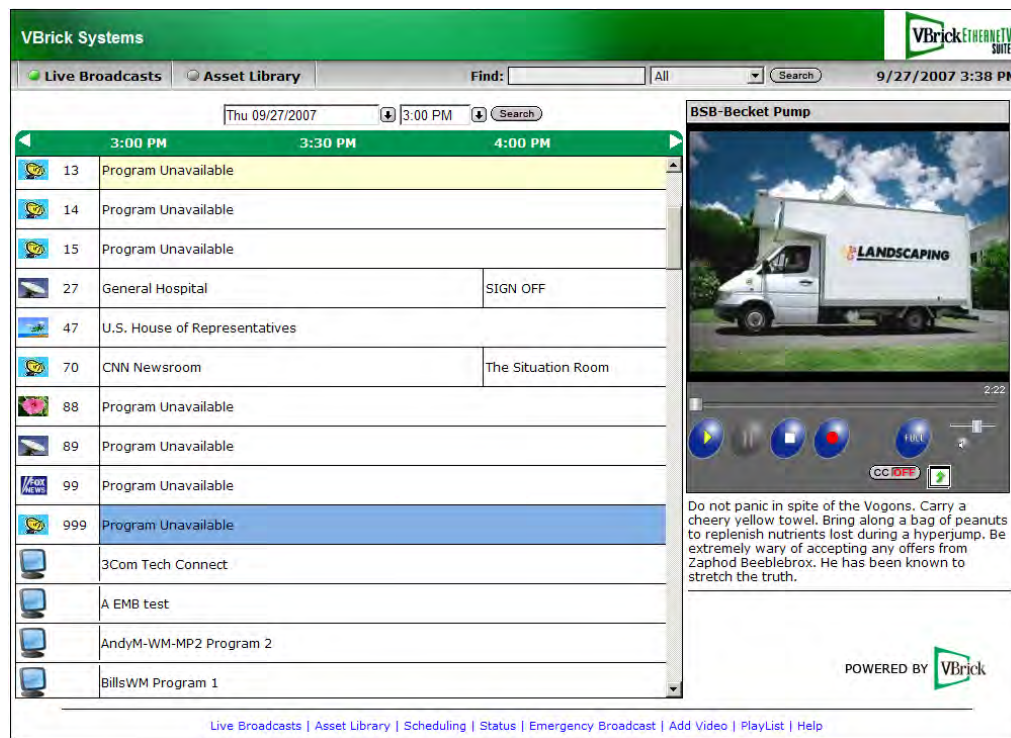 VBrick Systems
VBrick ETHERNETV
SUITE
Live Broadcasts
Asset Library
Find:
All
Search
9/27/2007 3:38 PM
Thu 09/27/2007
3:00 PM
Search
BSB-Becket Pump
3:00 PM 3:30 PM 4:00 PM
13 Program Unavailable
14 Program Unavailable
15 Program Unavailable
27 General Hospital SIGN OFF
47 U.S. House of Representatives
70 CNN Newsroom The Situation Room
88 Program Unavailable
89 Program Unavailable
FOX
NEWS
99 Program Unavailable
999 Program Unavailable
3Com Tech Connect
A EMB test
AndyM-WM-MP2 Program 2
BillsWM Program 1
LANDSCAPING
2:22
FULL
CC OFF
Do not panic in spite of the Vogons. Carry a
cheery yellow towel. Bring along a bag of peanuts
to replenish nutrients lost during a hyperjump. Be
extremely wary of accepting any offers from
Zaphod Beeblebrox. He has been known to
stretch the truth.
POWERED BY VBrick
Live Broadcasts | Asset Library | Scheduling | Status | Emergency Broadcast | Add Video | PlayList | Help